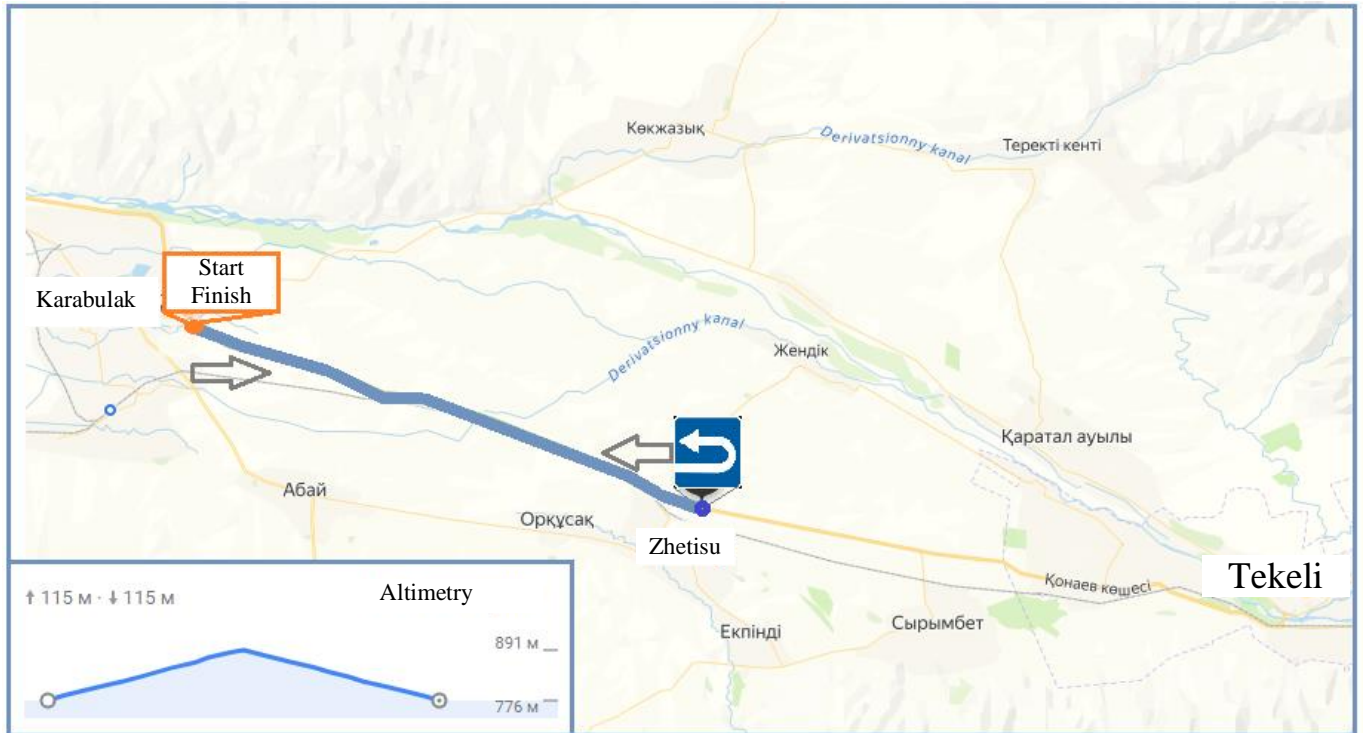 Көкжазық
Derivatsionny kanal
Теректі кенті
Start
Finish
Karabulak
Derivatsionny kanal
Жендік
Қаратал ауылы
Абай
Орқұсақ
Zhetisu
Tekeli
Қонаев көшесі
Сырымбет
Екпінді
↑ 115 м · ↓ 115 м
Altimetry
891 м
776 м